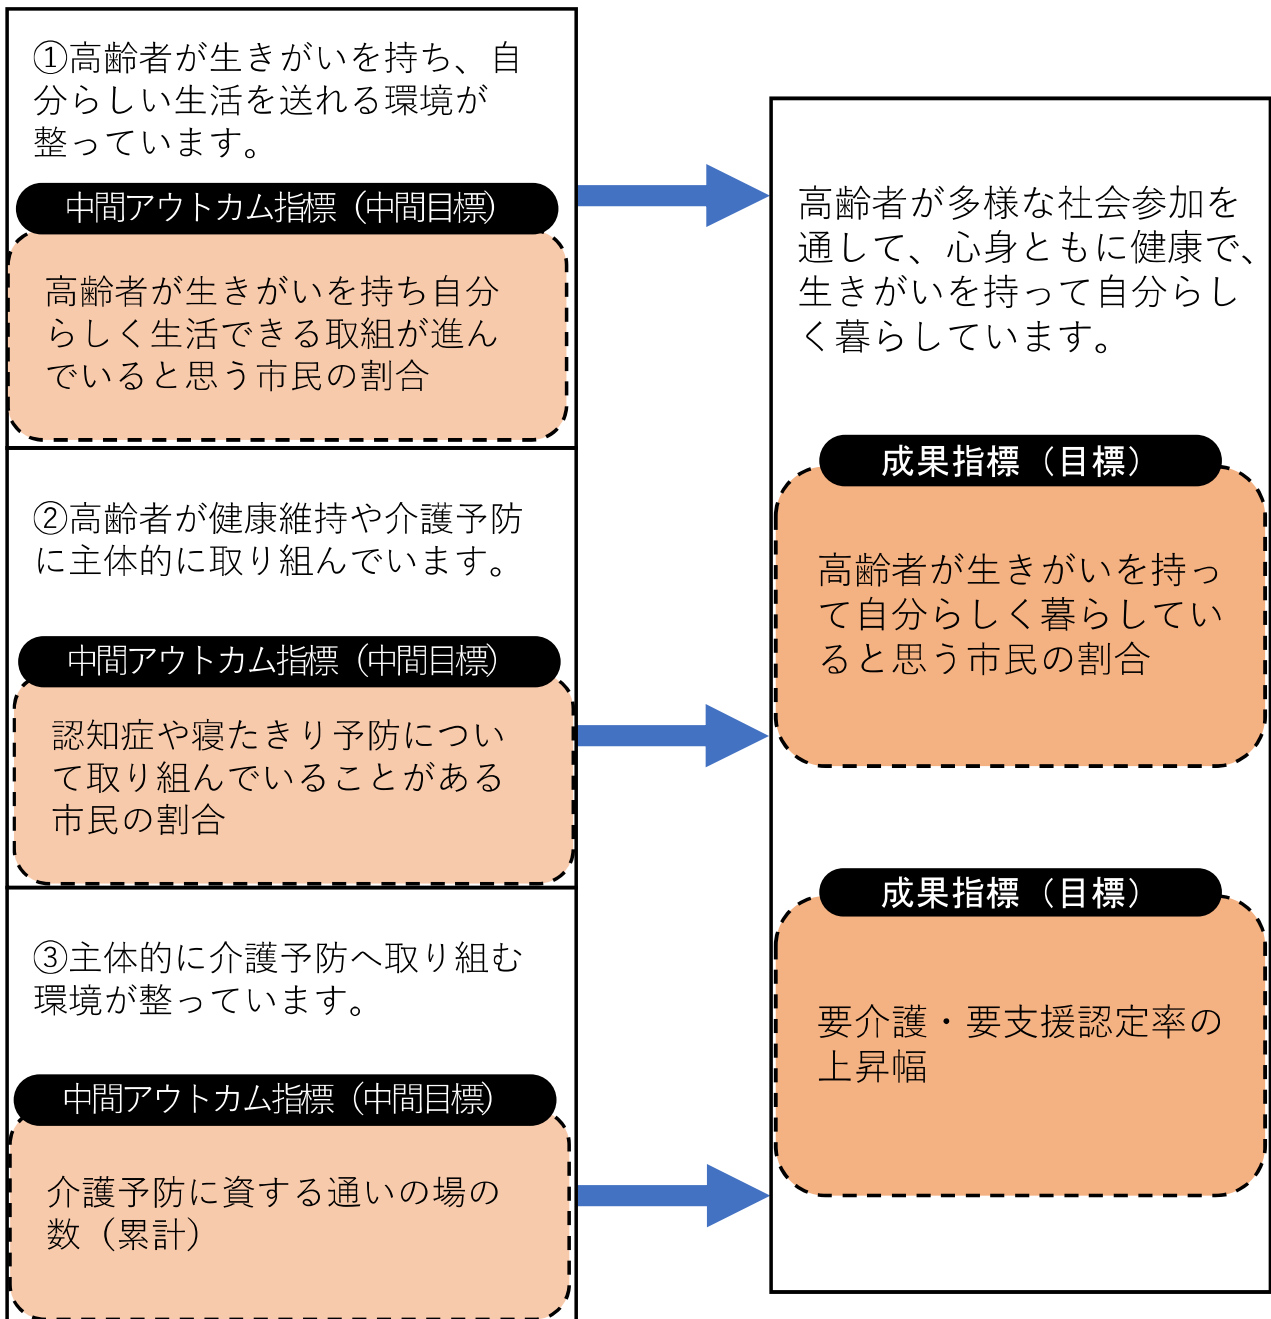 ①高齢者が生きがいを持ち、自
分らしい生活を送れる環境が
整っています。
中間アウトカム指標（中間目標）
高齢者が生きがいを持ち自分
らしく生活できる取組が進ん
でいると思う市民の割合
②高齢者が健康維持や介護予防
に主体的に取り組んでいます。
中間アウトカム指標（中間目標）
認知症や寝たきり予防につい
て取り組んでいることがある
市民の割合
③主体的に介護予防へ取り組む
環境が整っています。
中間アウトカム指標（中間目標）
介護予防に資する通いの場の
数（累計）
高齢者が多様な社会参加を
通して、心身ともに健康で、
生きがいを持って自分らし
く暮らしています。
成果指標（目標）
高齢者が生きがいを持っ
て自分らしく暮らしてい
ると思う市民の割合
成果指標（目標）
要介護・要支援認定率の
上昇幅